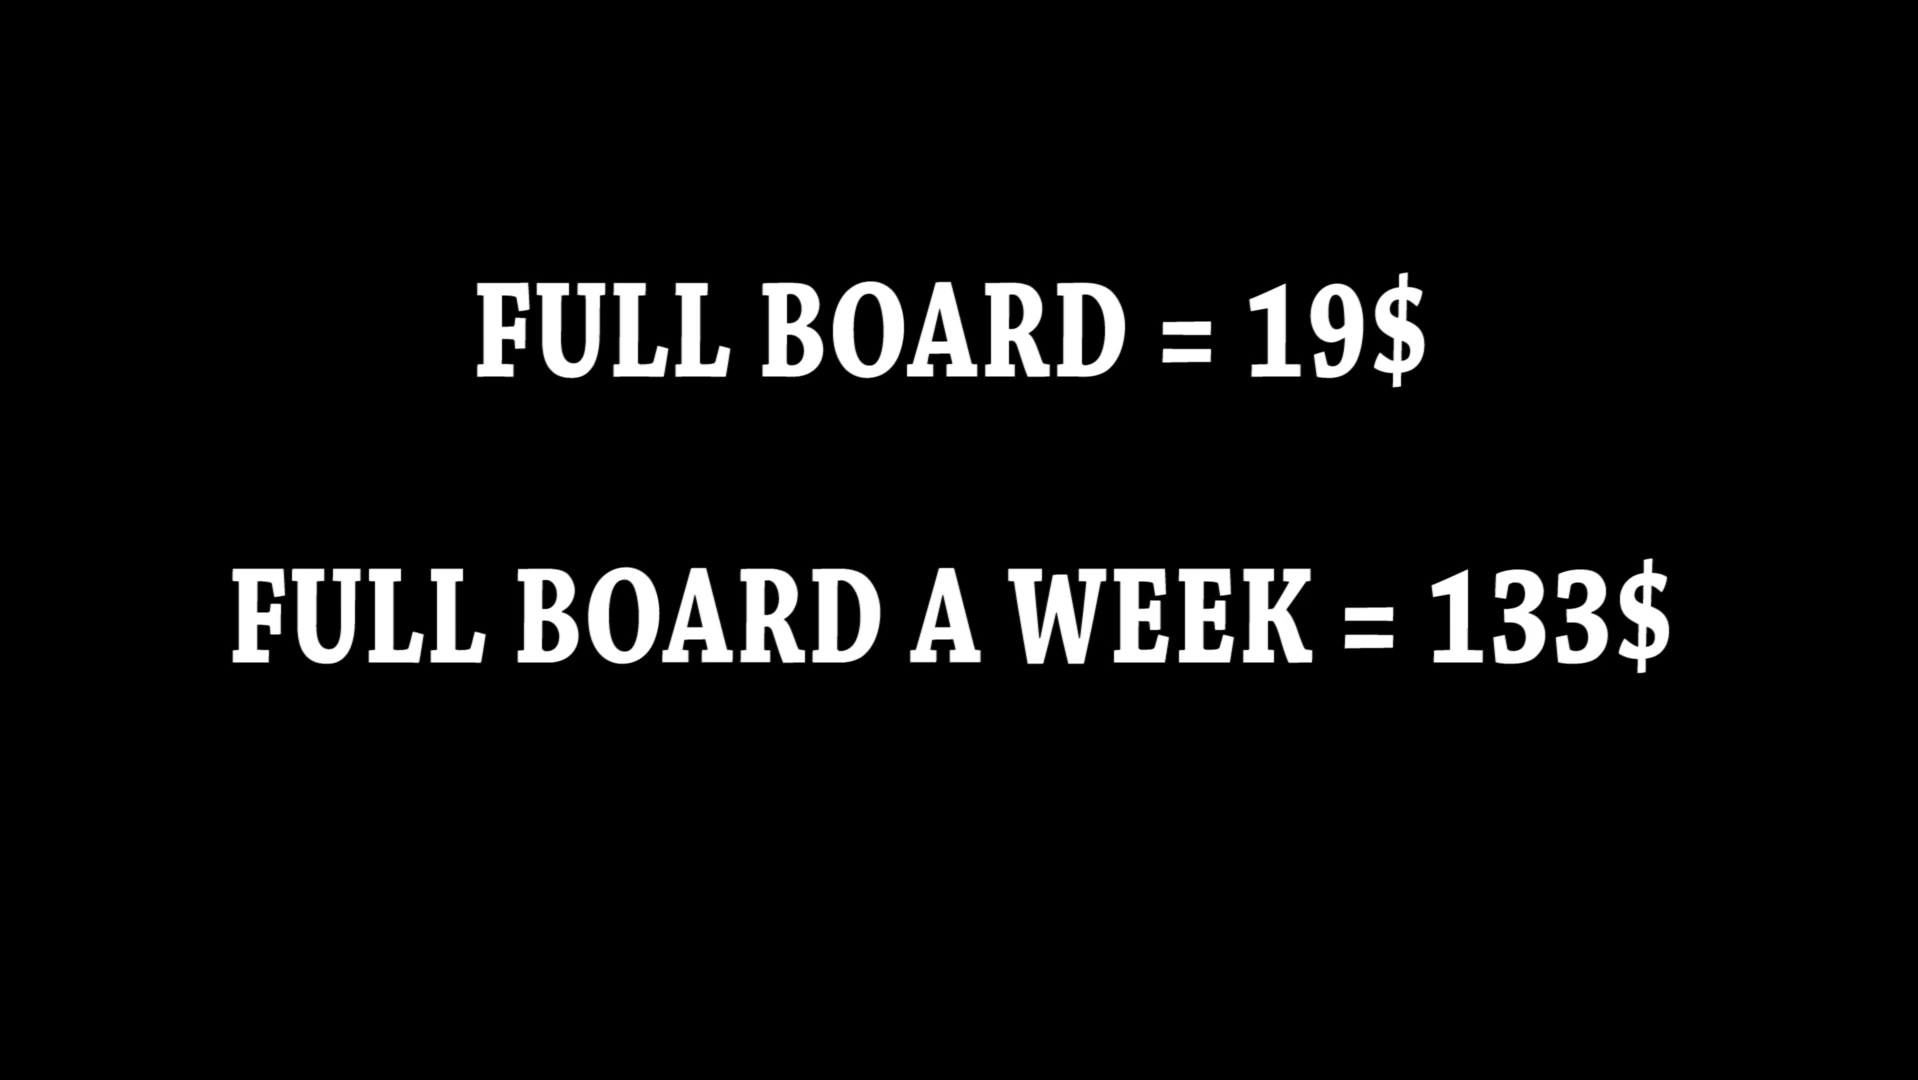 FULL BOARD = 19$
FULL BOARD A WEEK = 133$